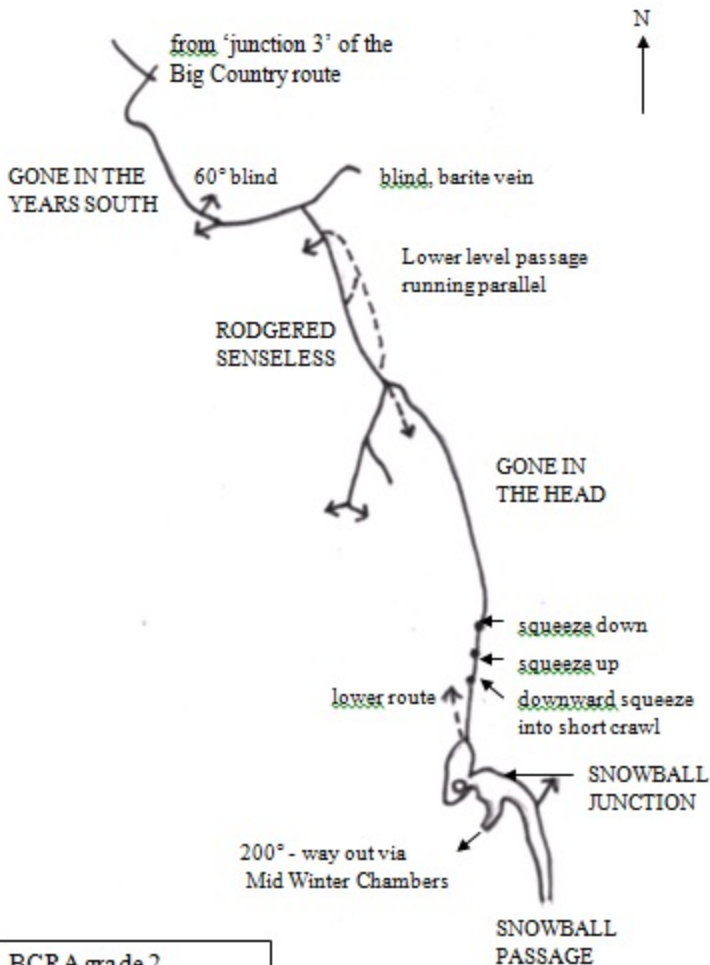 N
from ‘junction 3’ of the
Big Country route
GONE IN THE
YEARS SOUTH
60° blind
blind, barite vein
Lower level passage
running parallel
RODGERED
SENSELESS
GONE IN
THE HEAD
squeeze down
squeeze up
lower route
downward squeeze
into short crawl
SNOWBALL
JUNCTION
200° - way out via
Mid Winter Chambers
SNOWBALL
PASSAGE
BCRA grade 2